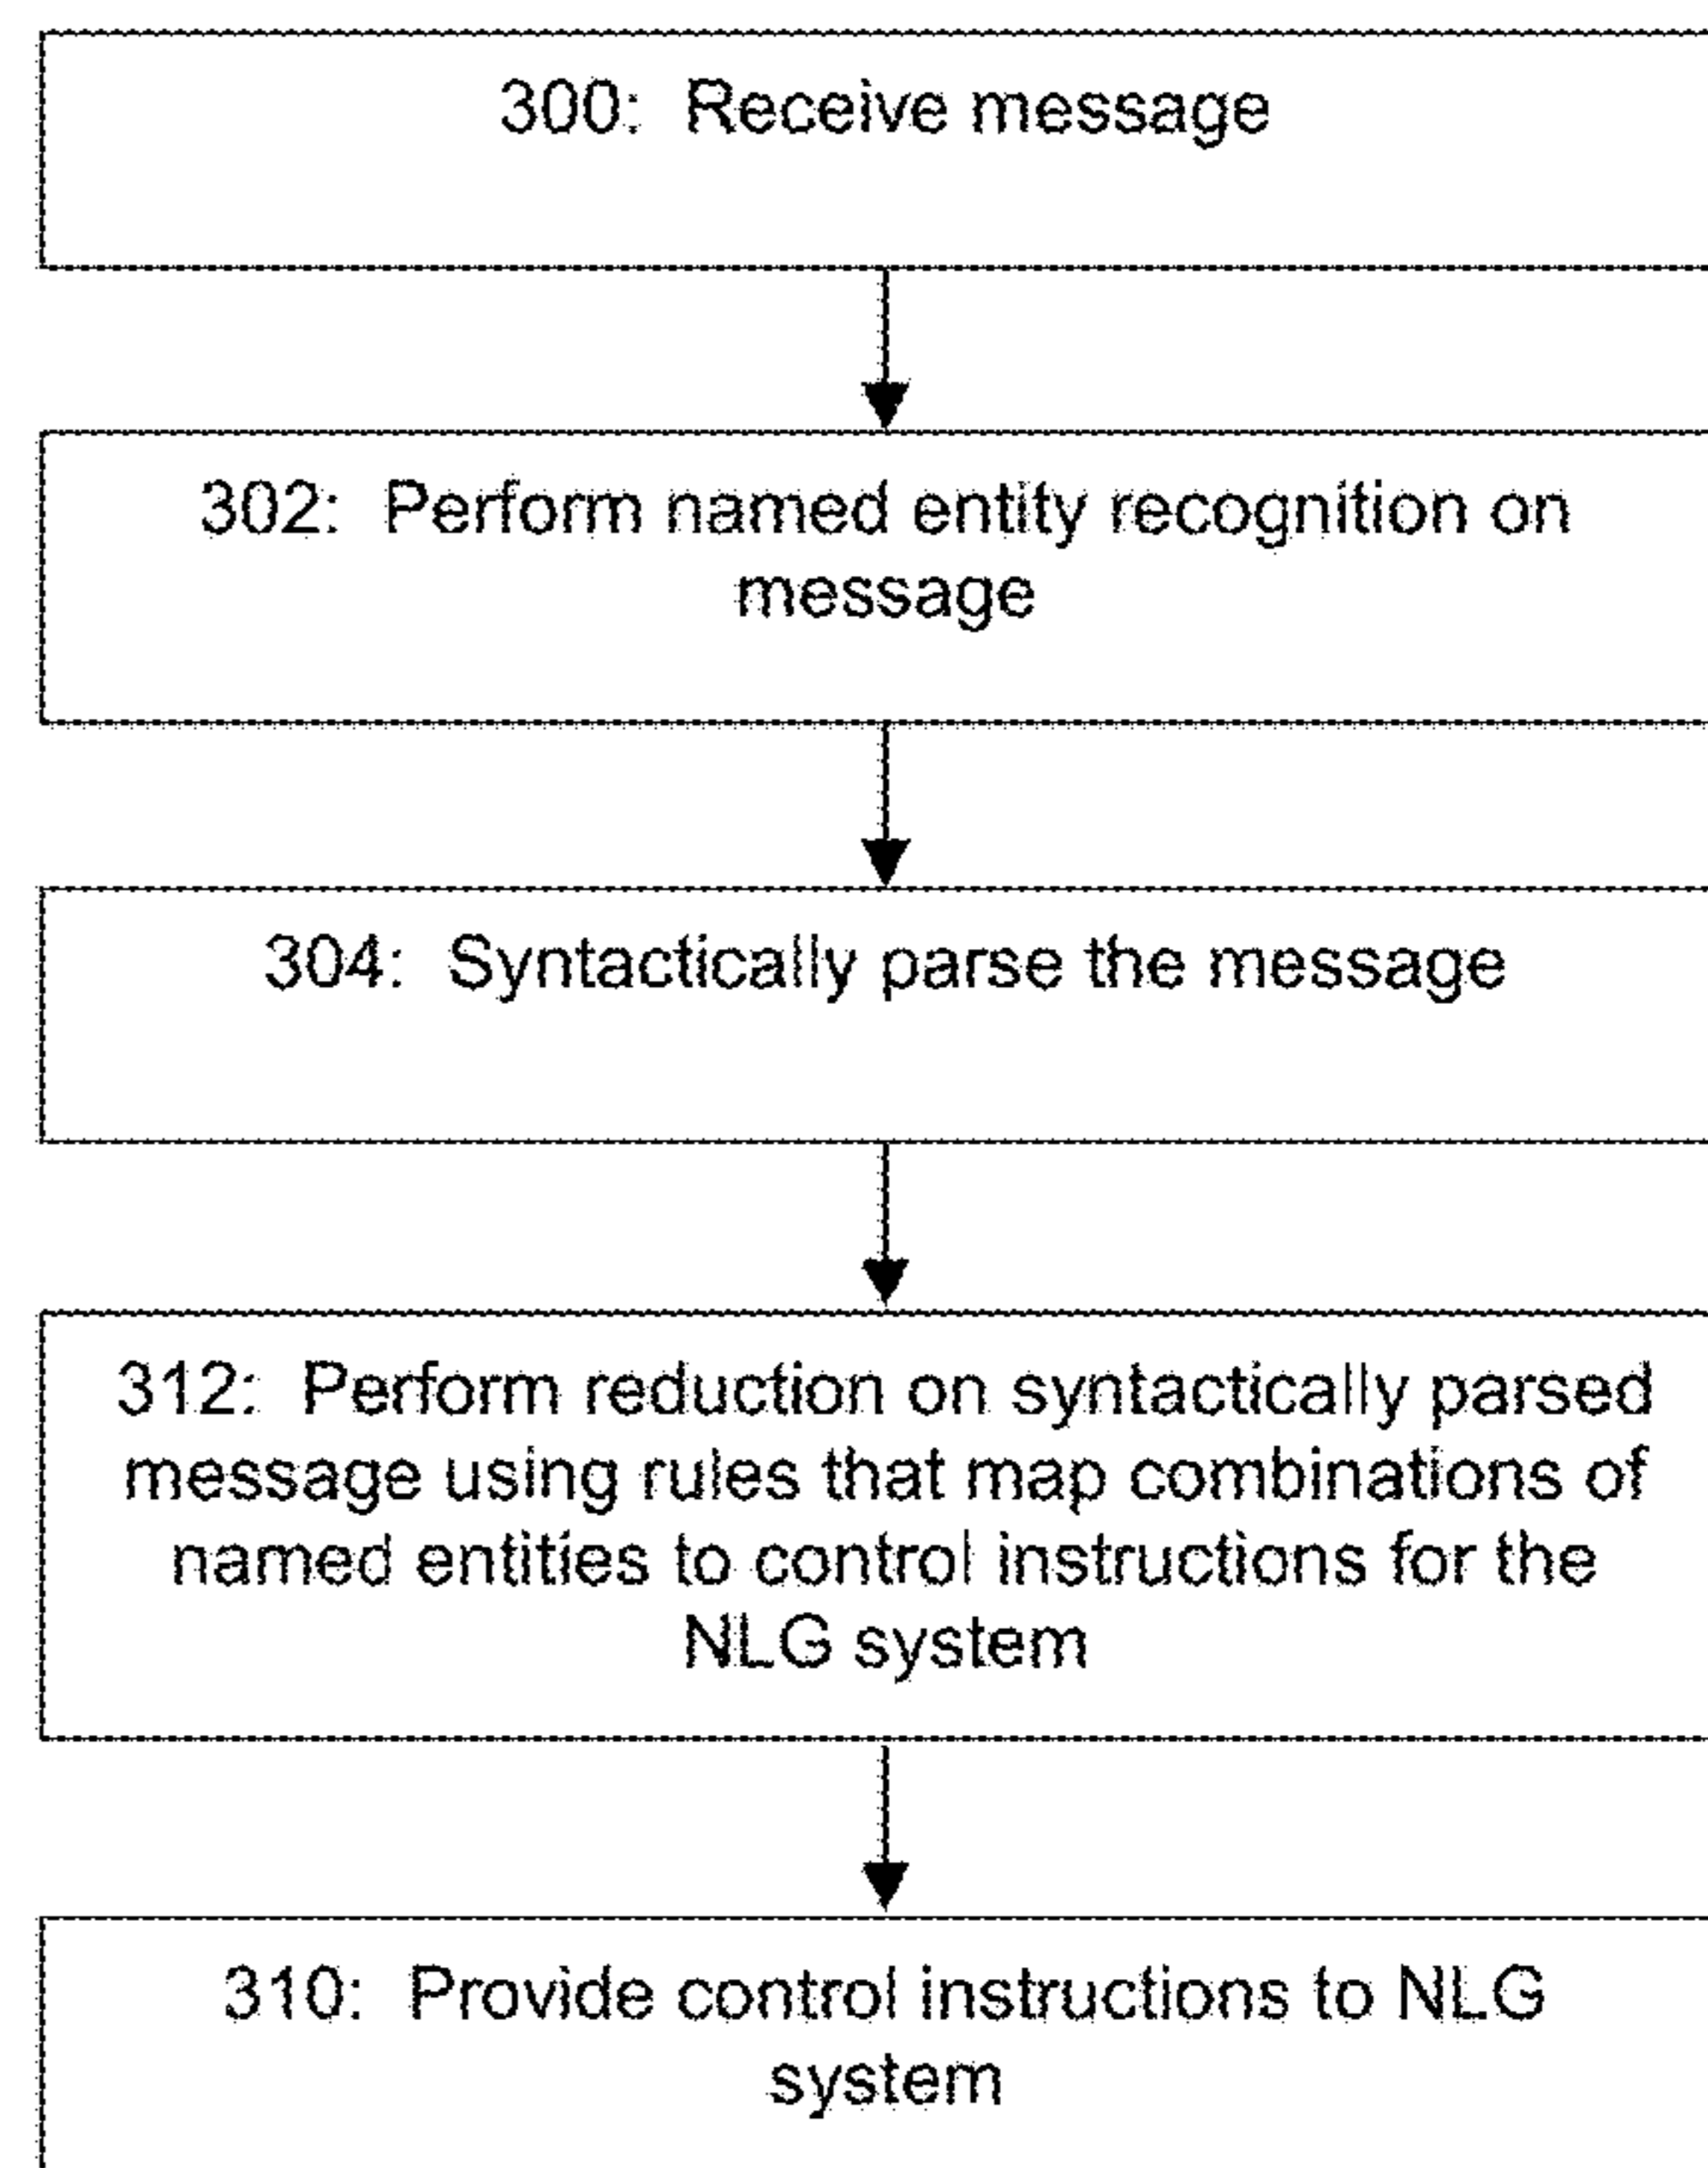 300: Receive message
302: Perform named entity recognition on
message
304: Syntactically parse the message
312: Perform reduction on syntactically parsed
message using rules that map combinations of
named entities to control instructions for the
NLG system
310: Provide control instructions to NLG
system